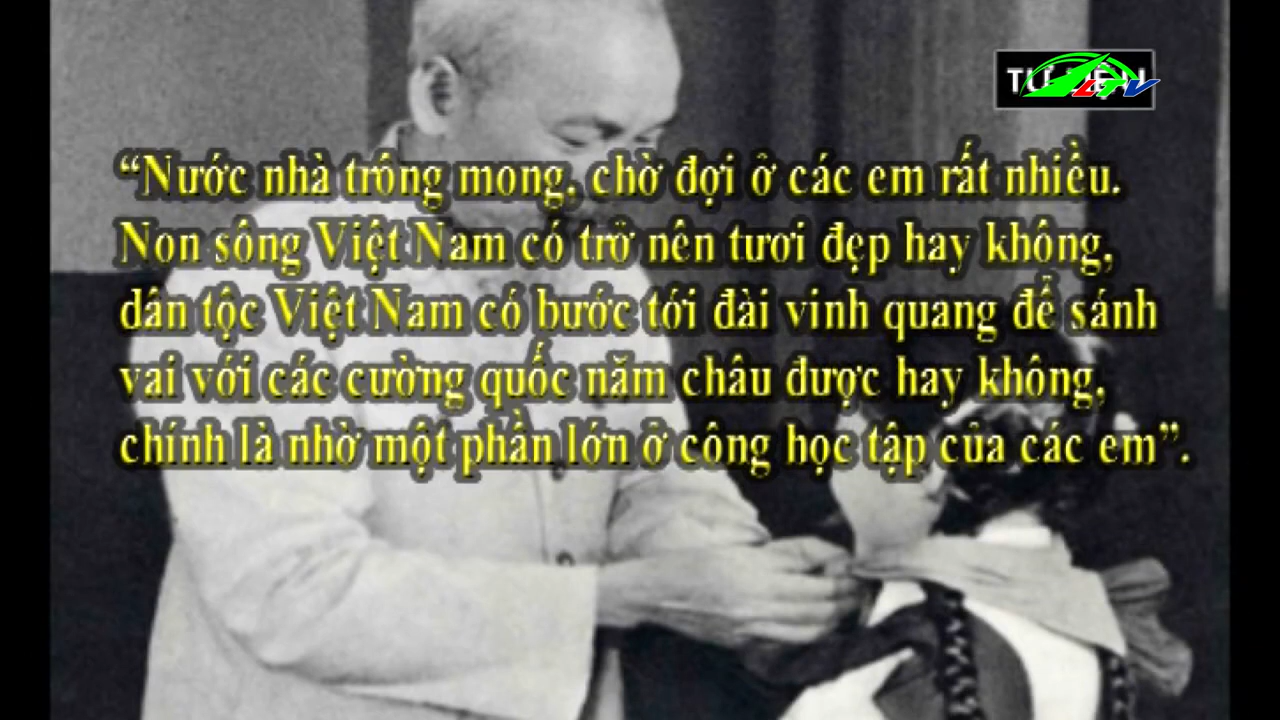 LTV
“Nước nhà trông mong, chờ đợi ở các em rất nhiều.
Non sông Việt Nam có trở nên tươi đẹp hay không,
dân tộc Việt Nam có bước tới đài vinh quang để sánh
vai với các cường quốc năm châu được hay không,
chính là nhờ một phần lớn ở công học tập của các em”.